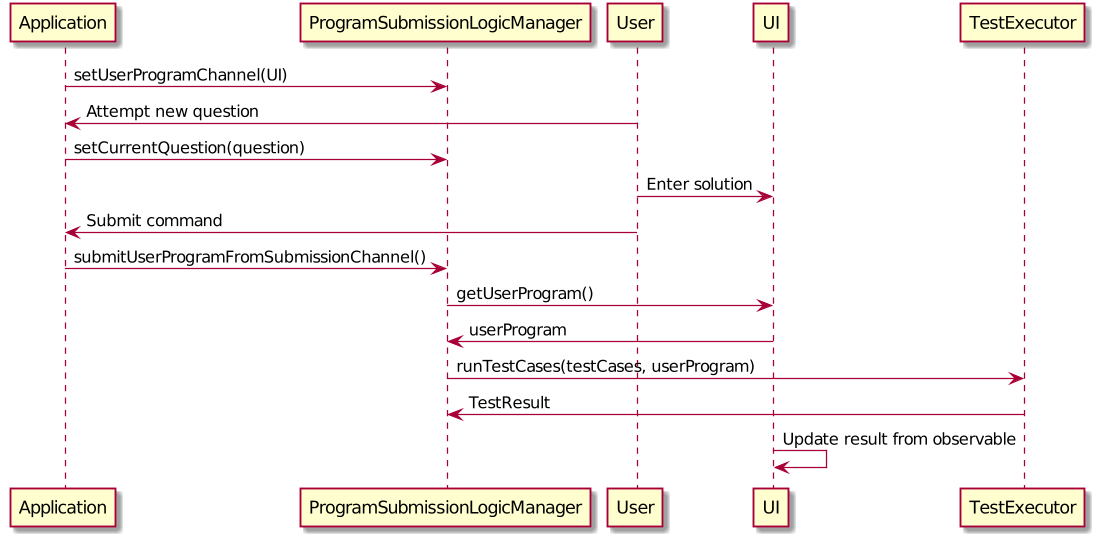 Application ProgramSubmissionLogicManager User UI TestExecutor
setUserProgramChannel(UI)
Attempt new question
setCurrentQuestion(question)
Enter solution
Submit command
submitUserProgramFromSubmissionChannel()
getUserProgram()
userProgram
runTestCases(testCases, userProgram)
TestResult
Update result from observable
Application ProgramSubmissionLogicManager User UI TestExecutor